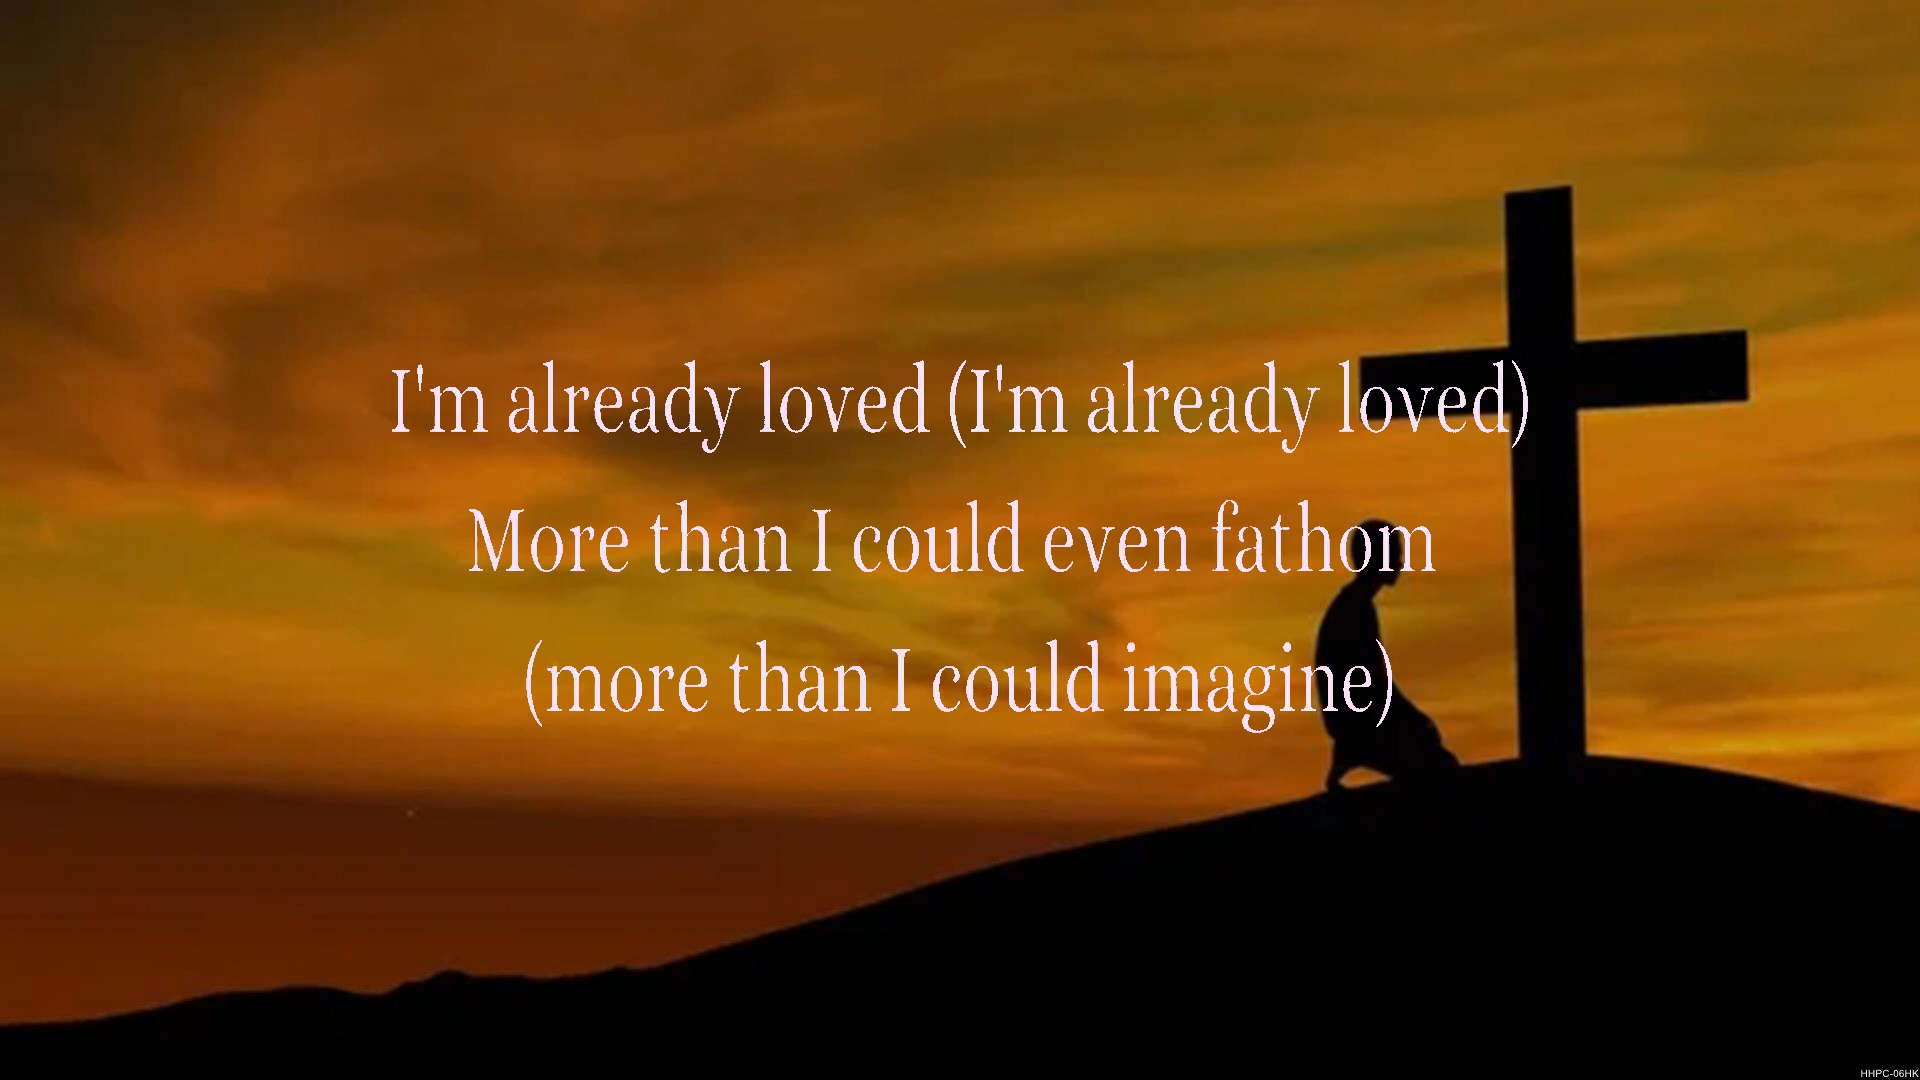 I'm already loved (I'm already loved)
More than I could even fathom
(more than I could imagine)
HHPC-06HK